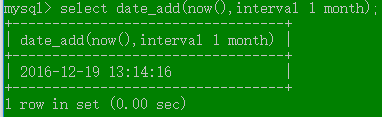 mysql> select date_add(now(),interval 1 month);
+------------------------------+
| date_add(now(),interval 1 month) |
+------------------------------+
| 2016-12-19 13:14:16 |
+------------------------------+
1 row in set (0.00 sec)